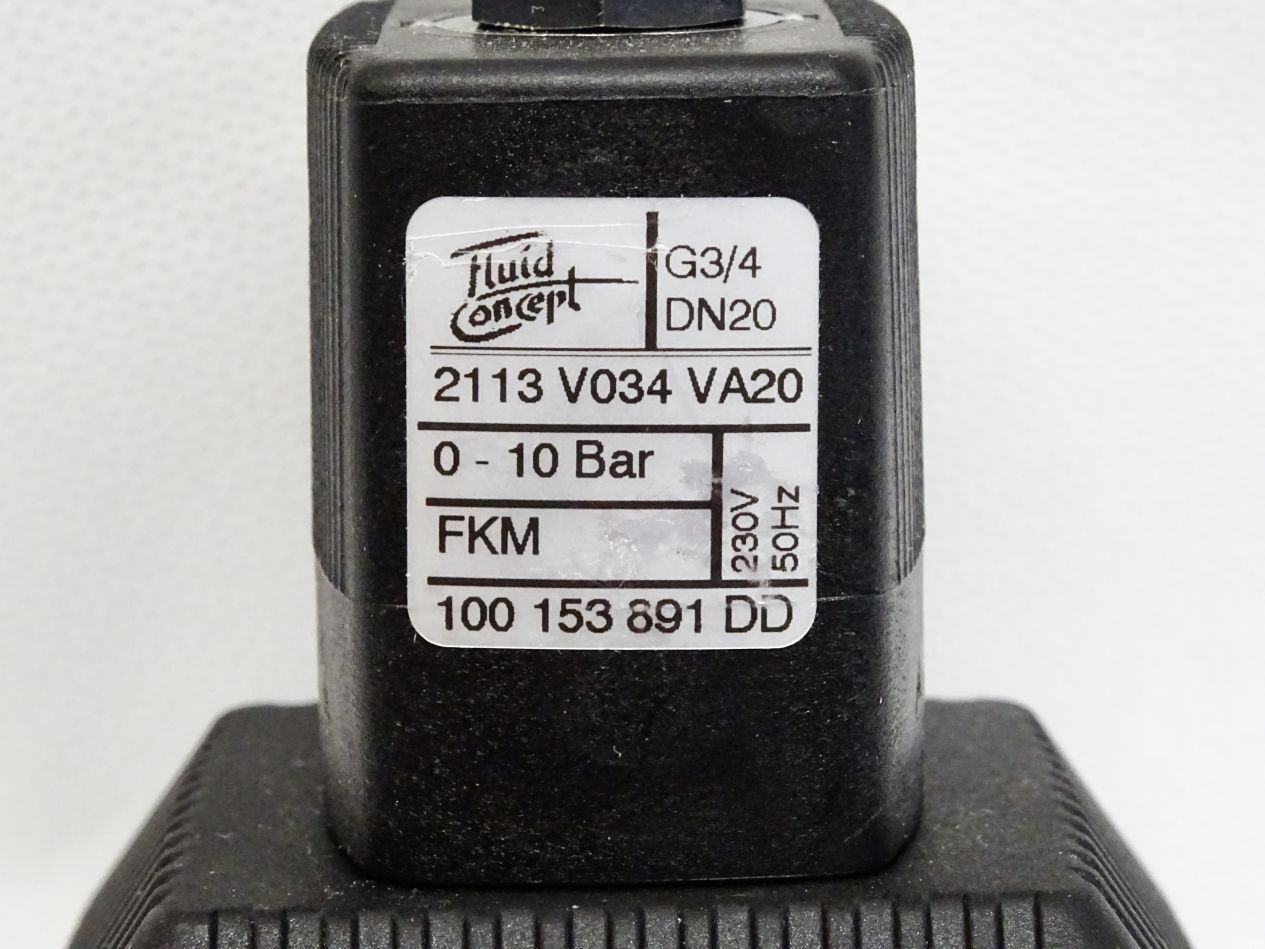 Fluid
Concept
G3/4
DN20
2113 V034 VA20
0 - 10 Bar
230V
50Hz
FKM
100 153 891 DD